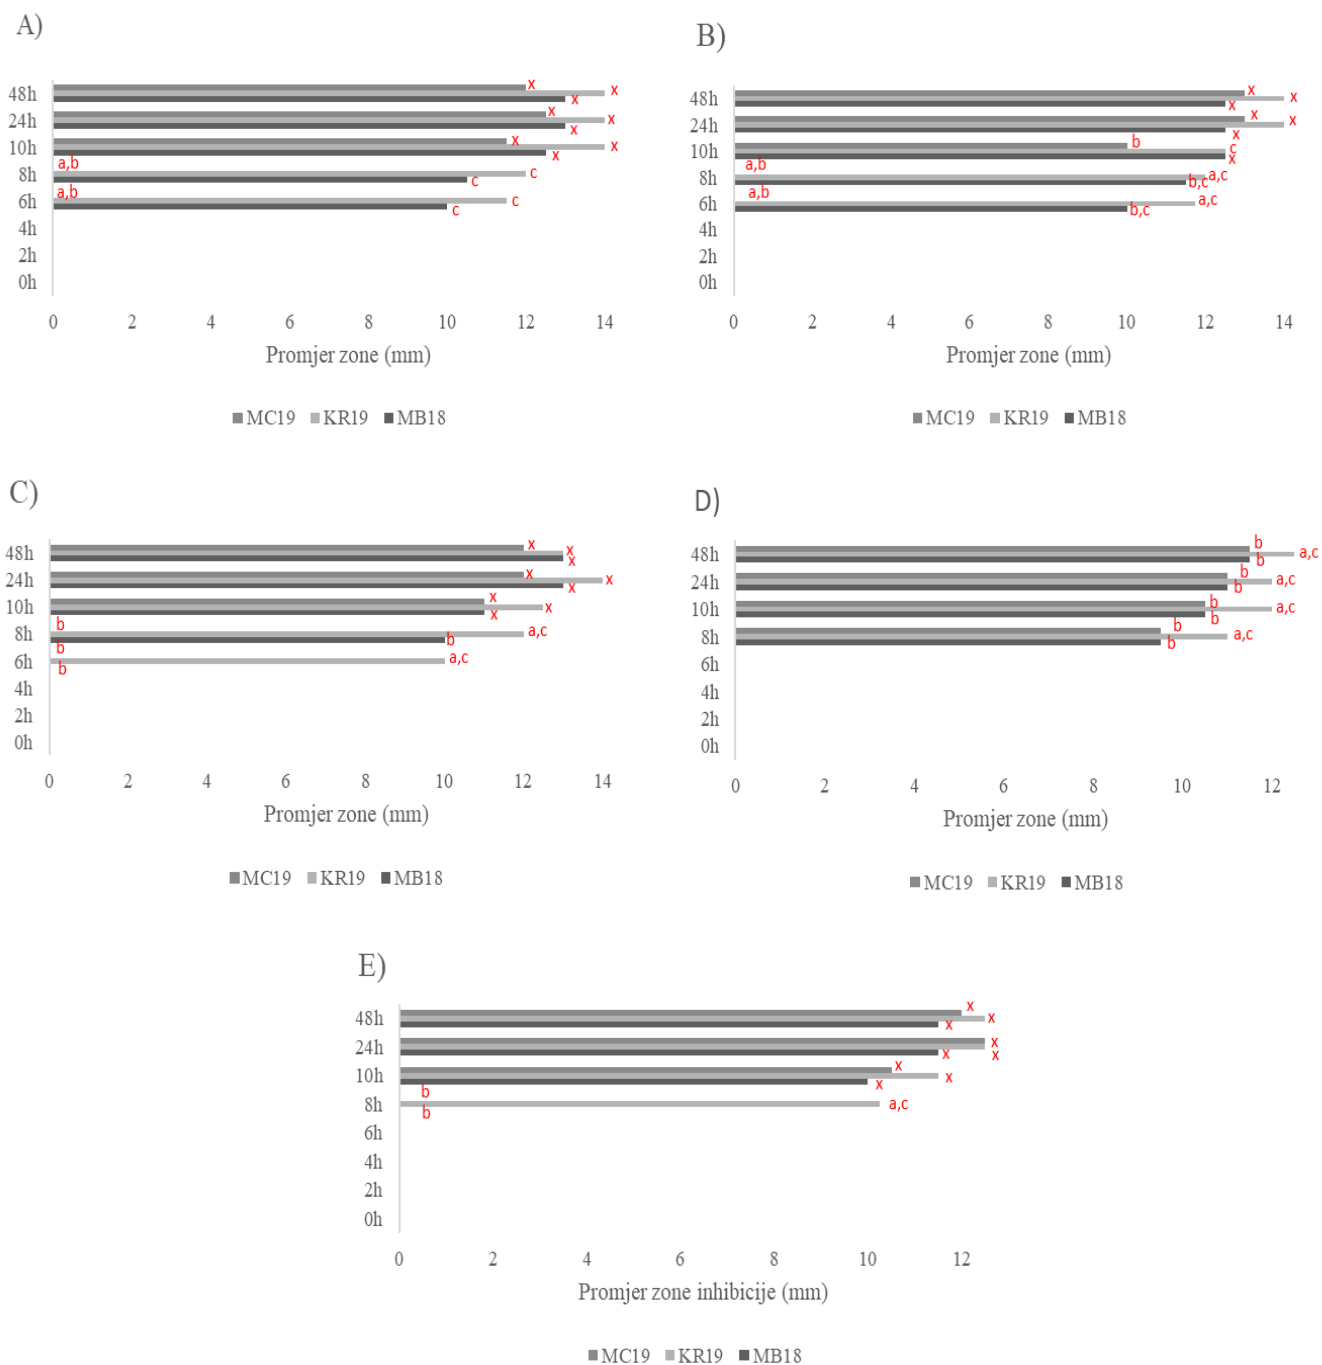 A)
x
48h x
x
x
24h x
x
x
10h x
x
a,b
8h c
c
a,b
6h c
c
4h
2h
0h
0 2 4 6 8 10 12 14
Promjer zone (mm)
MC19 KR19 MB18
B)
x
48h x
x
x
24h x
x
b
10h c
x
a,b
8h a,c
b,c
a,b
6h a,c
b,c
4h
2h
0h
0 2 4 6 8 10 12 14
Promjer zone (mm)
MC19 KR19 MB18
C)
x
48h x
x
x
24h x
x
x
10h x
x
b
8h a,c
b
b
6h a,c
b
4h
2h
0h
0 2 4 6 8 10 12 14
Promjer zone (mm)
MC19 KR19 MB18
D)
b
48h a,c
b
b
24h a,c
b
b
10h a,c
b
b
8h a,c
b
6h
4h
2h
0h
0 2 4 6 8 10 12
Promjer zone (mm)
MC19 KR19 MB18
E)
x
48h x
x
x
24h x
x
x
10h x
x
b
8h a,c
b
6h
4h
2h
0h
0 2 4 6 8 10 12
Promjer zone inhibicije (mm)
MC19 KR19 MB18